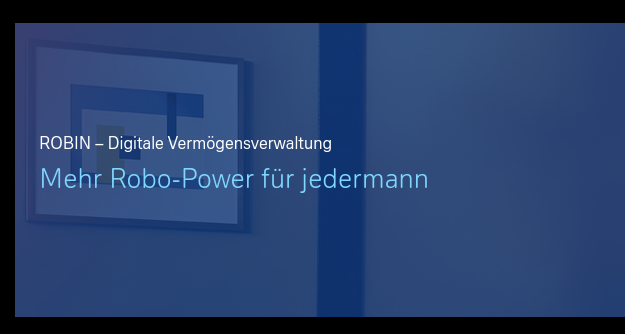 ROBIN – Digitale Vermögensverwaltung
Mehr Robo-Power für jedermann